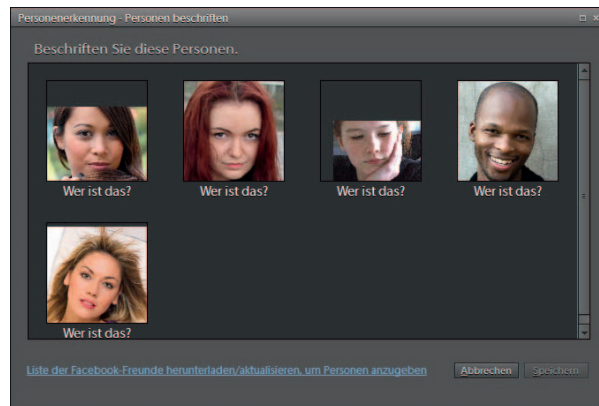 Personenerkennung - Personen beschriften
Beschriften Sie diese Personen.
Wer ist das?
Wer ist das?
Wer ist das?
Wer ist das?
Wer ist das?
Liste der Facebook-Freunde herunterladen/aktualisieren, um Personen anzugeben
Abbrechen
Speichern